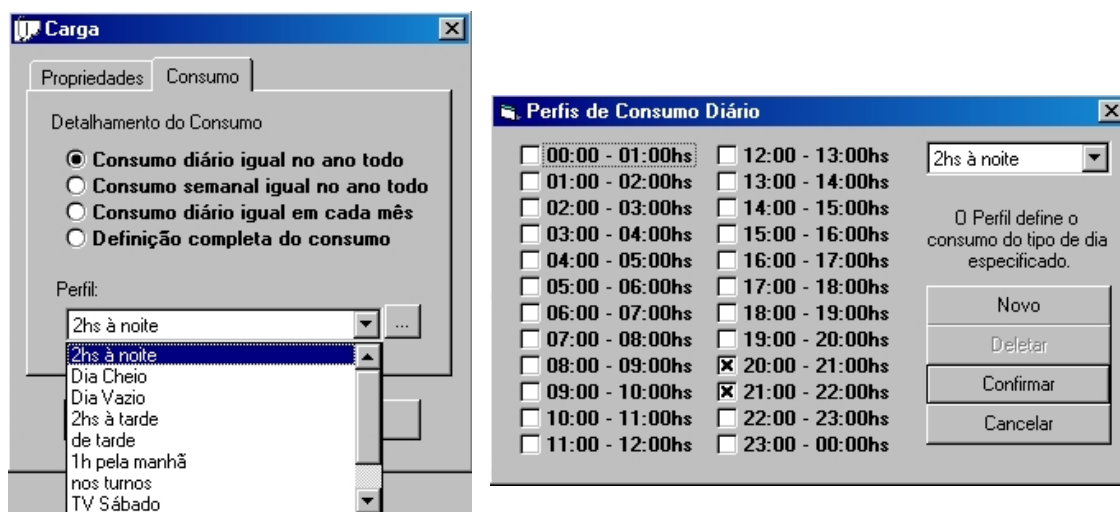 Carga
Propriedades Consumo
Detalhamento do Consumo
Consumo diário igual no ano todo
Consumo semanal igual no ano todo
Consumo diário igual em cada mês
Definição completa do consumo
Perfil:
2hs à noite ...
2hs à noite
Dia Cheio
Dia Vazio
2hs à tarde
de tarde
1h pela manhã
nos turnos
TV Sábado
Perfis de Consumo Diário
00:00 - 01:00hs
01:00 - 02:00hs
02:00 - 03:00hs
03:00 - 04:00hs
04:00 - 05:00hs
05:00 - 06:00hs
06:00 - 07:00hs
07:00 - 08:00hs
08:00 - 09:00hs
09:00 - 10:00hs
10:00 - 11:00hs
11:00 - 12:00hs
12:00 - 13:00hs
13:00 - 14:00hs
14:00 - 15:00hs
15:00 - 16:00hs
16:00 - 17:00hs
17:00 - 18:00hs
18:00 - 19:00hs
19:00 - 20:00hs
20:00 - 21:00hs
21:00 - 22:00hs
22:00 - 23:00hs
23:00 - 00:00hs
2hs à noite
O Perfil define o
consumo do tipo de dia
especificado.
Novo
Deletar
Confirmar
Cancelar